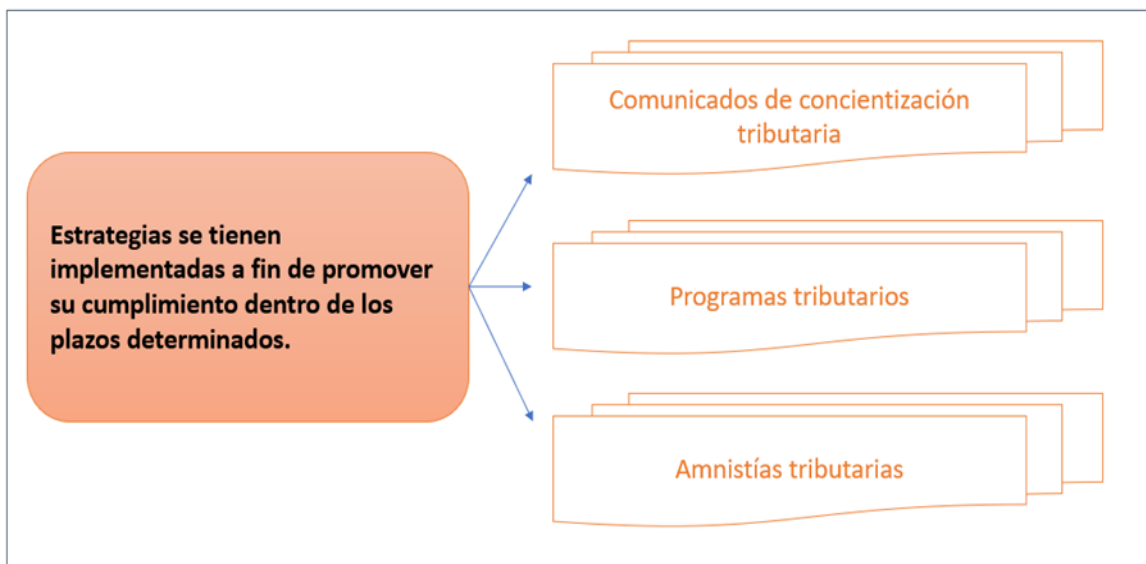 Estrategias se tienen
implementadas a fin de promover
su cumplimiento dentro de los
plazos determinados.
Comunicados de concientización
tributaria
Programas tributarios
Amnistías tributarias